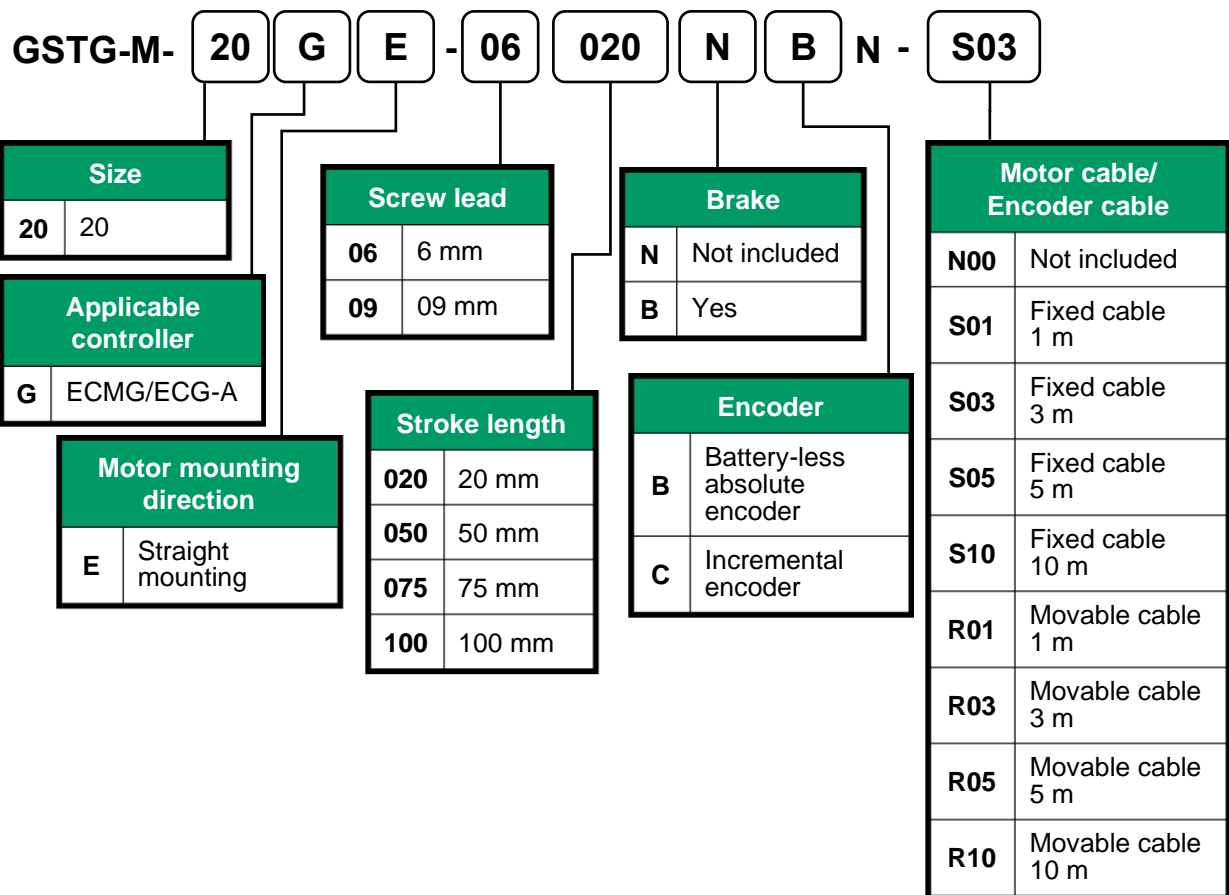 GSTG-M- 20 G E - 06 020 N B N - S03
Size
20 20
Applicable
controller
G ECMG/ECG-A
Motor mounting
direction
E Straight
mounting
Screw lead
06 6 mm
09 09 mm
Stroke length
020 20 mm
050 50 mm
075 75 mm
100 100 mm
Brake
N Not included
B Yes
Encoder
B Battery-less
absolute
encoder
C Incremental
encoder
Motor cable/
Encoder cable
N00 Not included
S01 Fixed cable
1 m
S03 Fixed cable
3 m
S05 Fixed cable
5 m
S10 Fixed cable
10 m
R01 Movable cable
1 m
R03 Movable cable
3 m
R05 Movable cable
5 m
R10 Movable cable
10 m